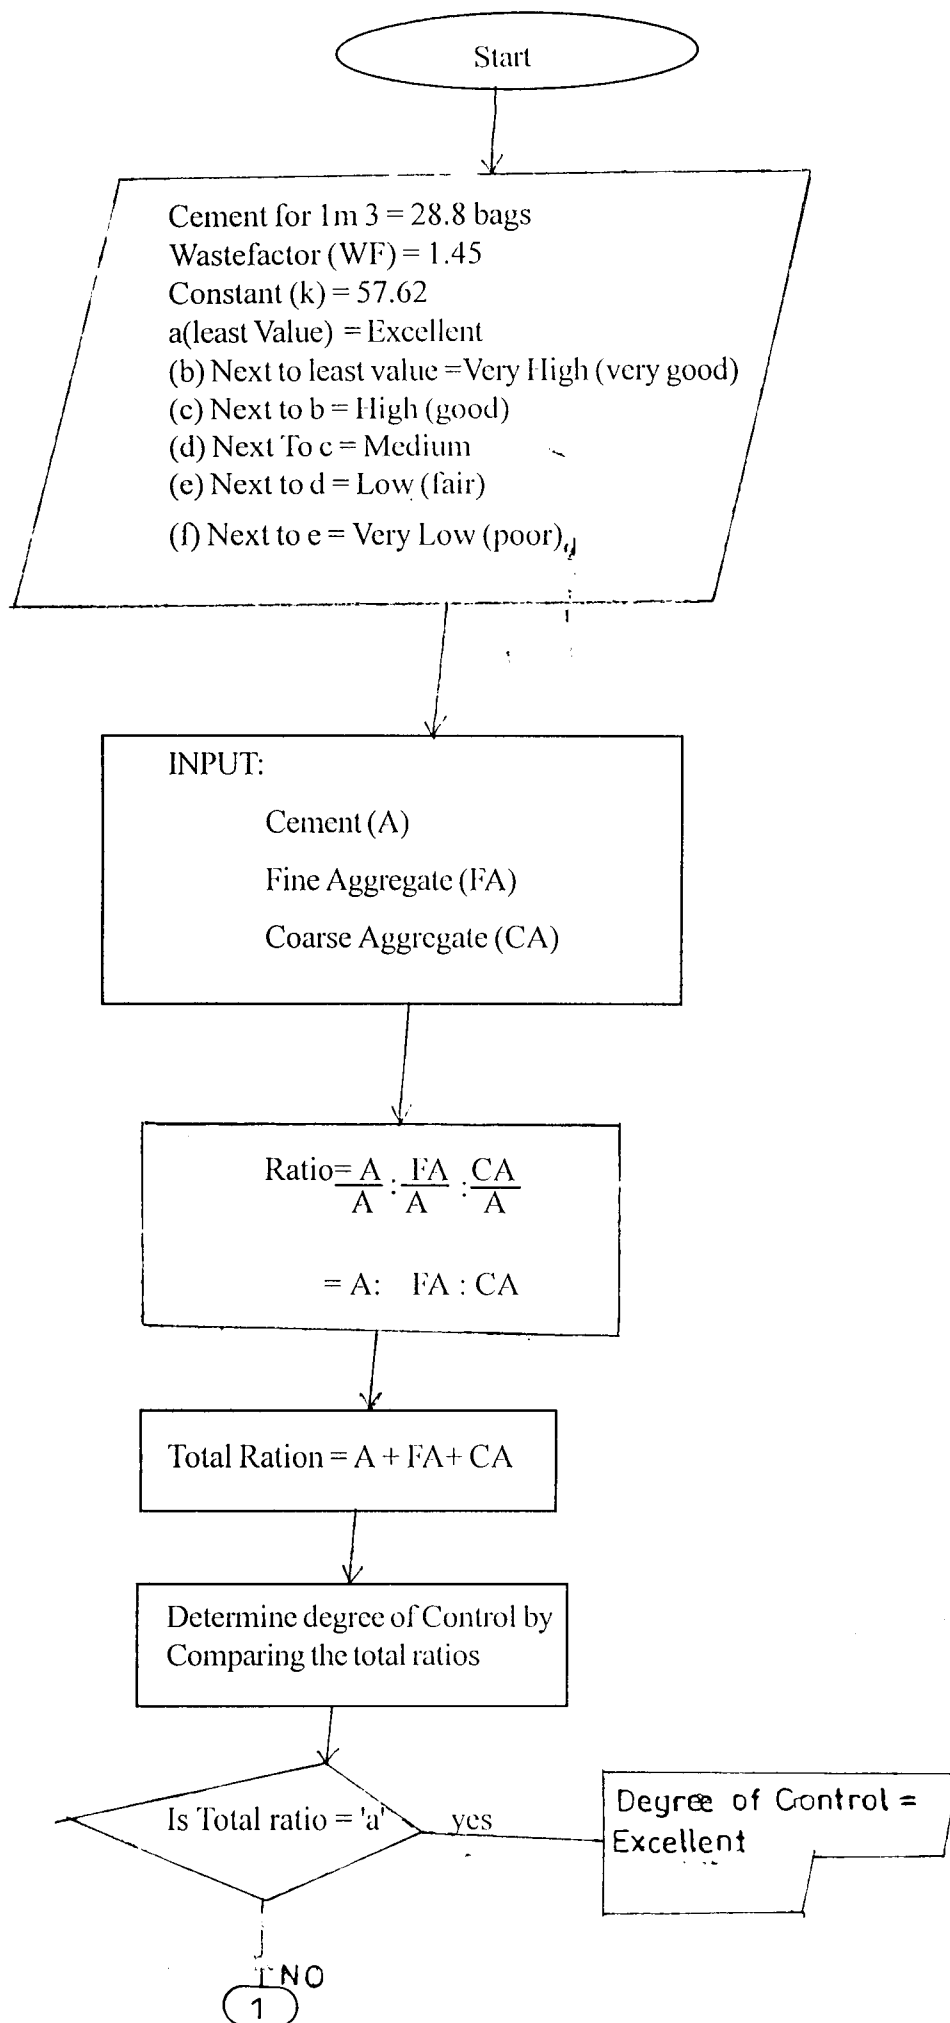 Start
Cement for 1m 3 = 28.8 bags
Wastefactor (WF) = 1.45
Constant (k) = 57.62
a(least Value) = Excellent
(b) Next to least value =Very High (very good)
(c) Next to b = High (good)
(d) Next To c = Medium
(e) Next to d = Low (fair)
(f) Next to e = Very Low (poor)
INPUT:
Cement (A)
Fine Aggregate (FA)
Coarse Aggregate (CA)
Ratio= A : FA : CA
A A A
= A: FA : CA
Total Ration = A + FA+ CA
Determine degree of Control by
Comparing the total ratios
Is Total ratio = 'a'
yes
Degree of Control =
Excellent
NO
1